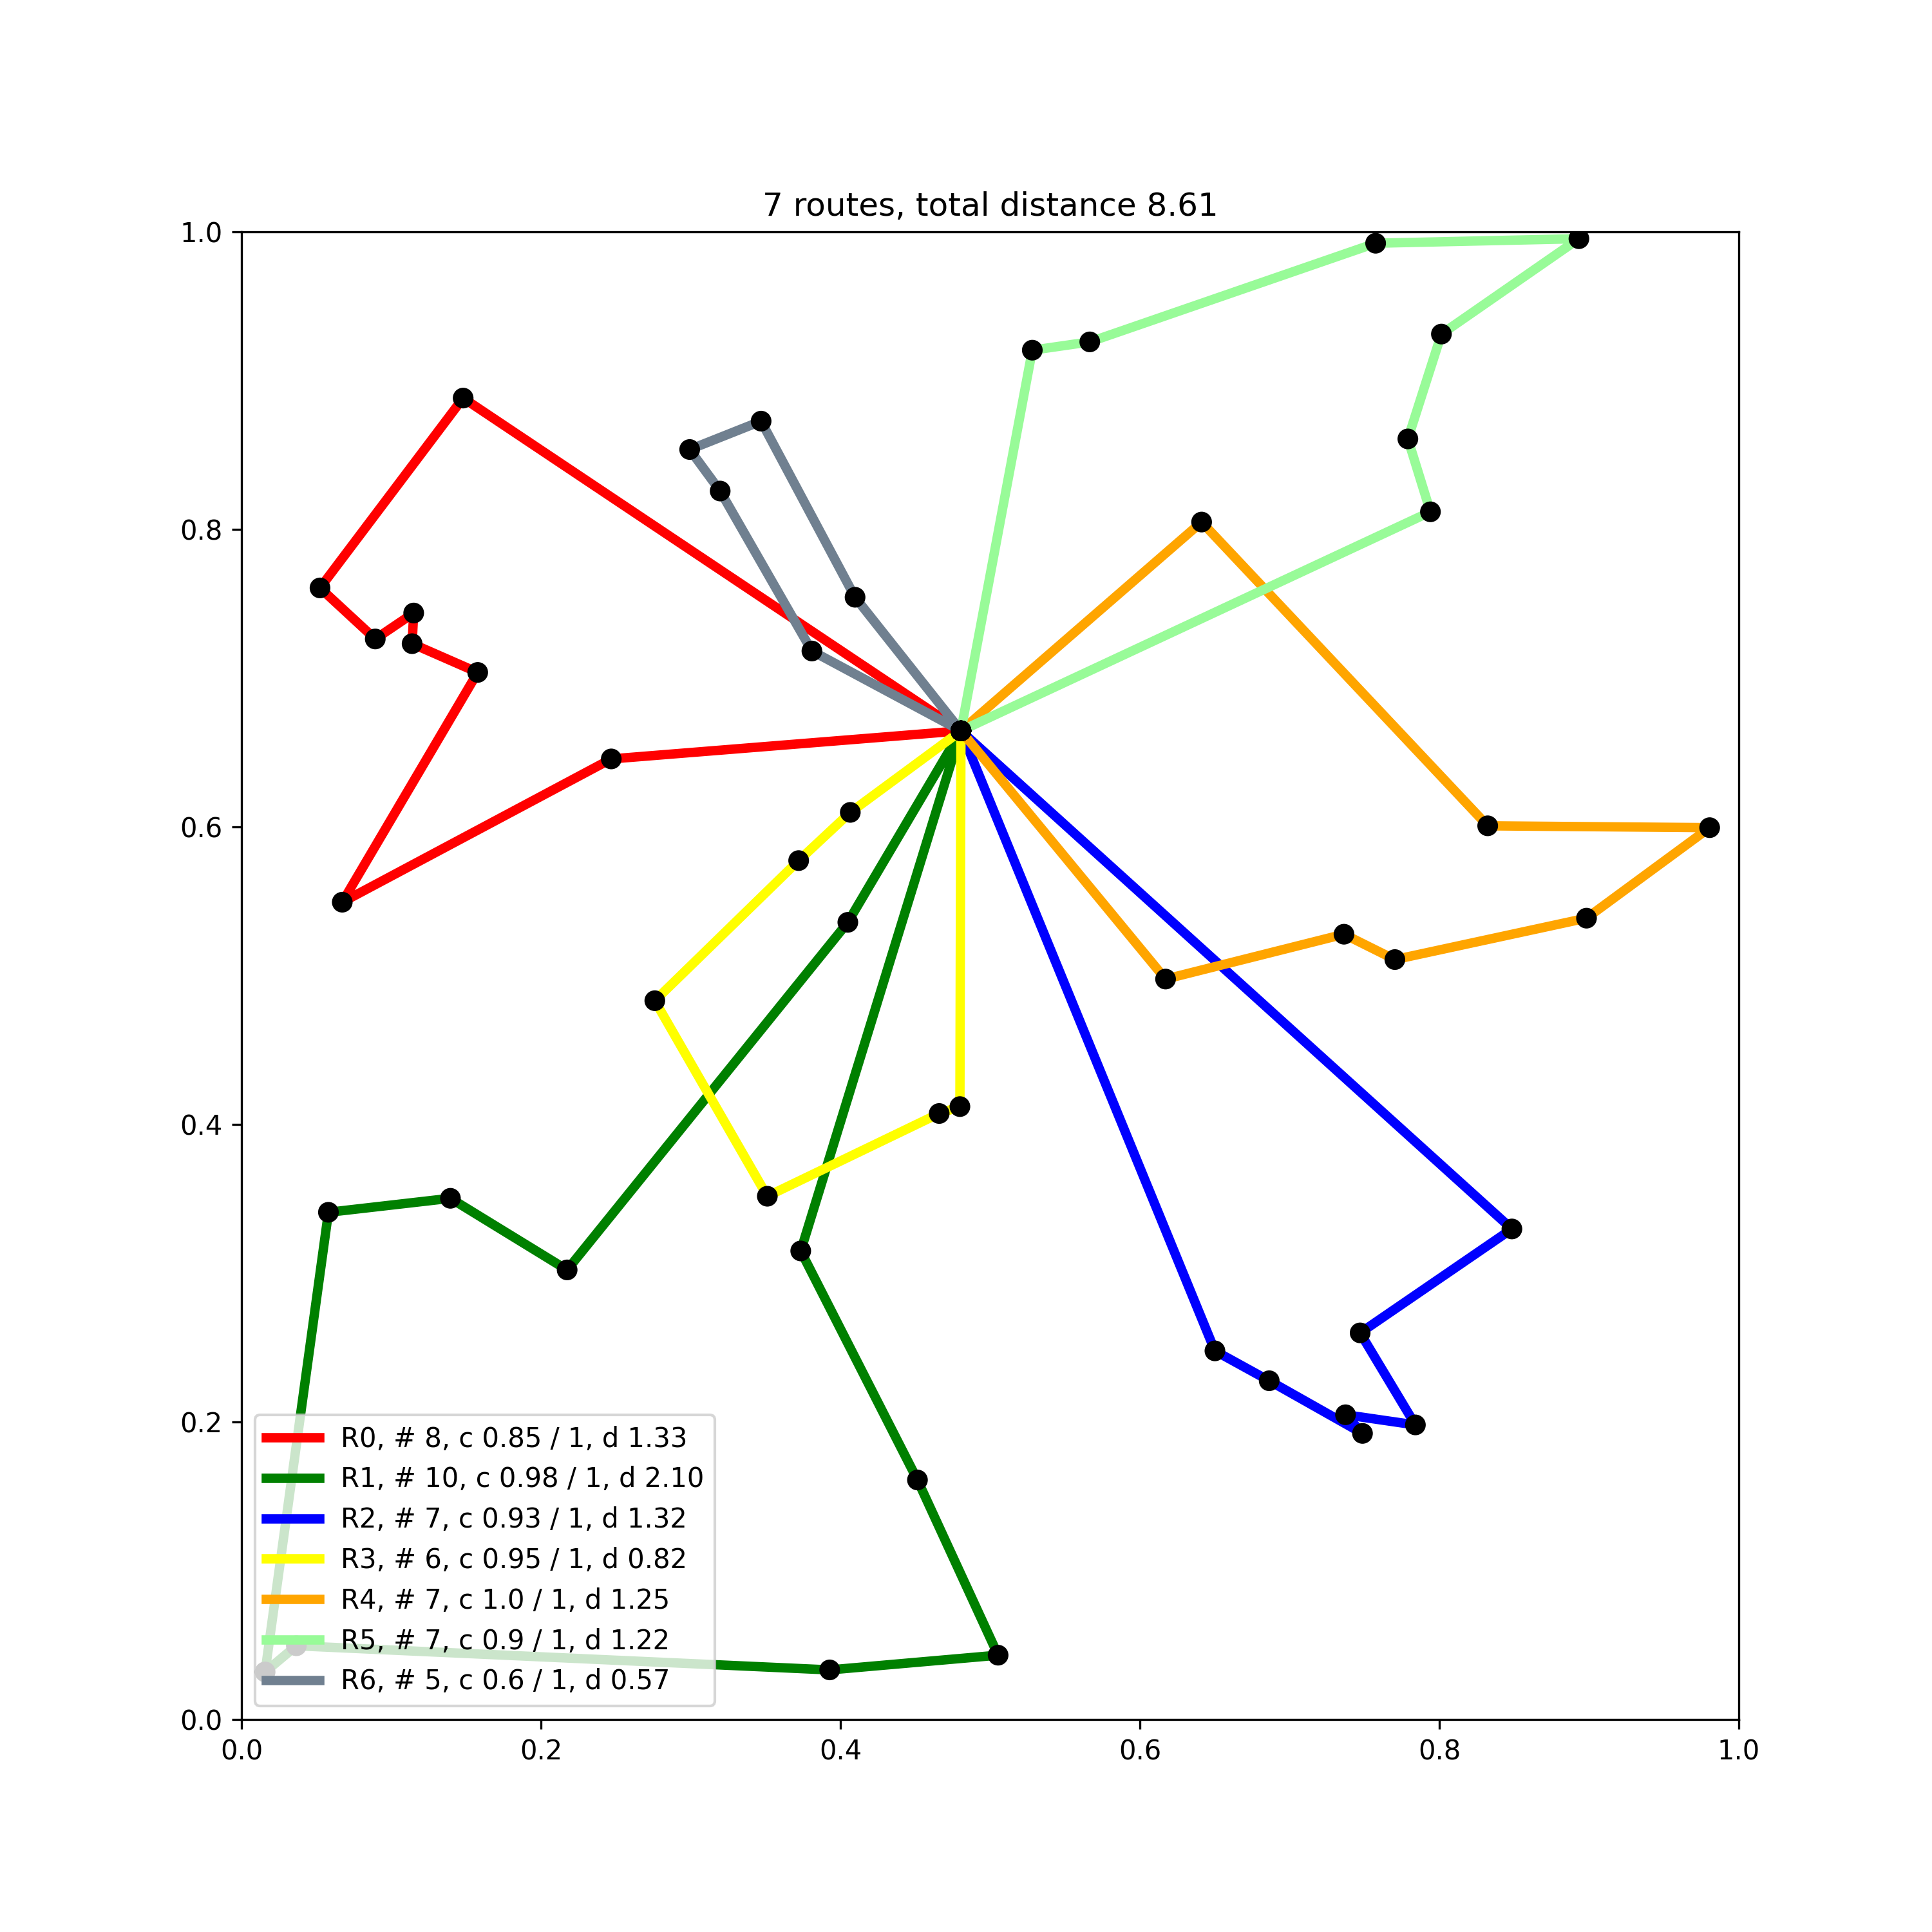 7 routes, total distance 8.61
1.0
0.8
0.6
0.4
0.2
0.0
R0, # 8, c 0.85 / 1, d 1.33
R1, # 10, c 0.98 / 1, d 2.10
R2, # 7, c 0.93 / 1, d 1.32
R3, # 6, c 0.95 / 1, d 0.82
R4, # 7, c 1.0 / 1, d 1.25
R5, # 7, c 0.9 / 1, d 1.22
R6, # 5, c 0.6 / 1, d 0.57
0.0 0.2 0.4 0.6 0.8 1.0